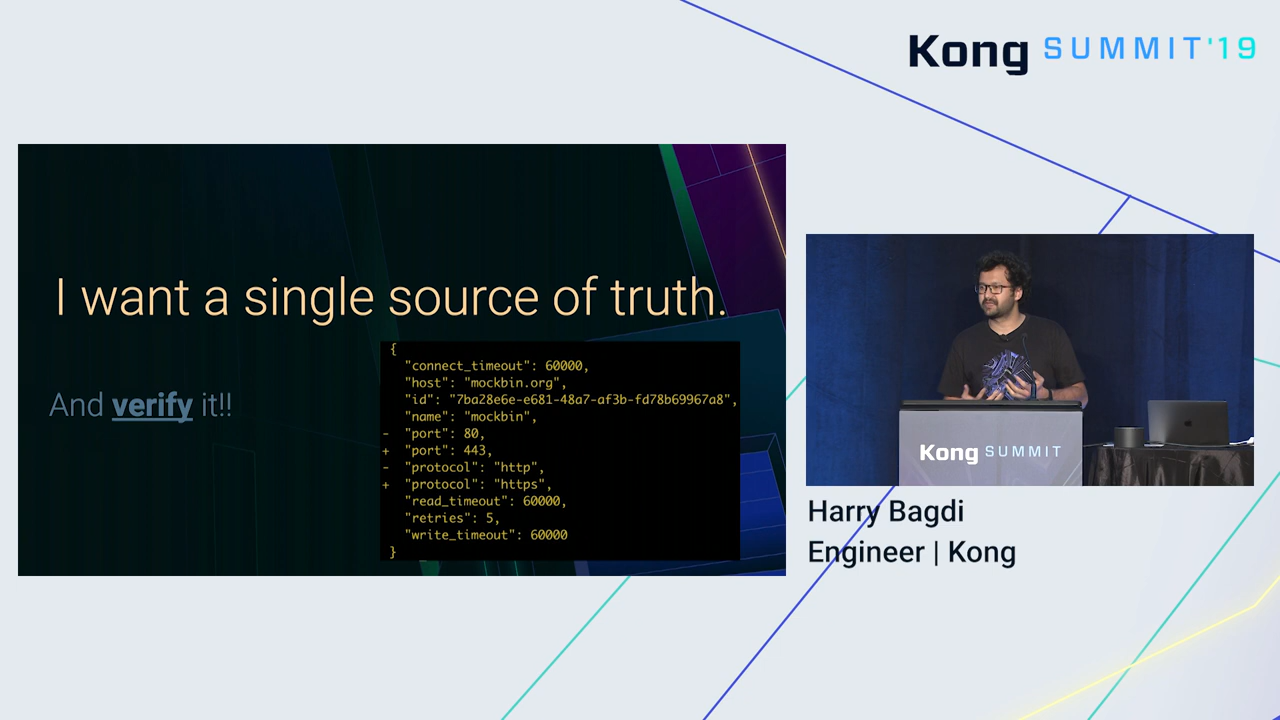 Kong SUMMIT'19
I want a single source of truth.
And verify it!!
{
"connect_timeout": 60000,
"host": "mockbin.org",
"id": "7ba28e6e-e681-48a7-af3b-fd78b69967a8",
"name": "mockbin",
- "port": 80,
+ "port": 443,
- "protocol": "http",
+ "protocol": "https",
"read_timeout": 60000,
"retries": 5,
"write_timeout": 60000
}
Kong SUMMIT
Harry Bagdi
Engineer | Kong